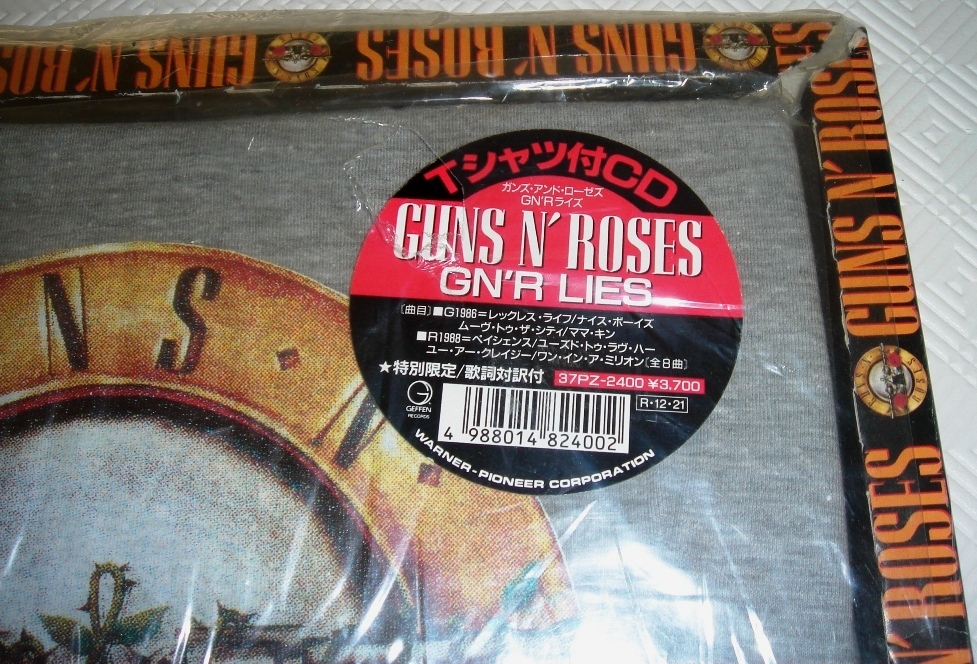 GUNS N' ROSES
GUNS N' ROSES
GUNS N' ROSES
N' ROSES
NS
N
Tシャツ付CD
ガンズ・アンド・ローゼズ
GN'Rライズ
GUNS N' ROSES
GN'R LIES
〔曲目〕■G1986=レックレス・ライフ/ナイス・ボーイズ
ムーヴ・トゥ・ザ・シティ/ママ・キン
■R1988=ペイシェンス/ユーズド・トゥ・ラヴ・ハー
ユー・アー・クレイジー/ワン・イン・ア・ミリオン〔全8曲〕
★特別限定/歌詞対訳付 37PZ-2400 ¥3,700
R・12・21
G
GEFFEN
RECORDS
4 988014 824002
WARNER-PIONEER CORPORATION